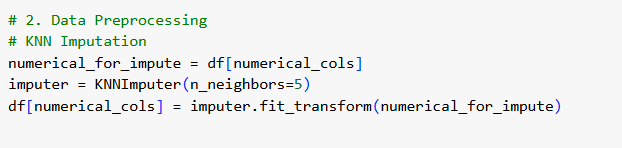 # 2. Data Preprocessing
# KNN Imputation
numerical_for_impute = df[numerical_cols]
imputer = KNNImputer(n_neighbors=5)
df[numerical_cols] = imputer.fit_transform(numerical_for_impute)